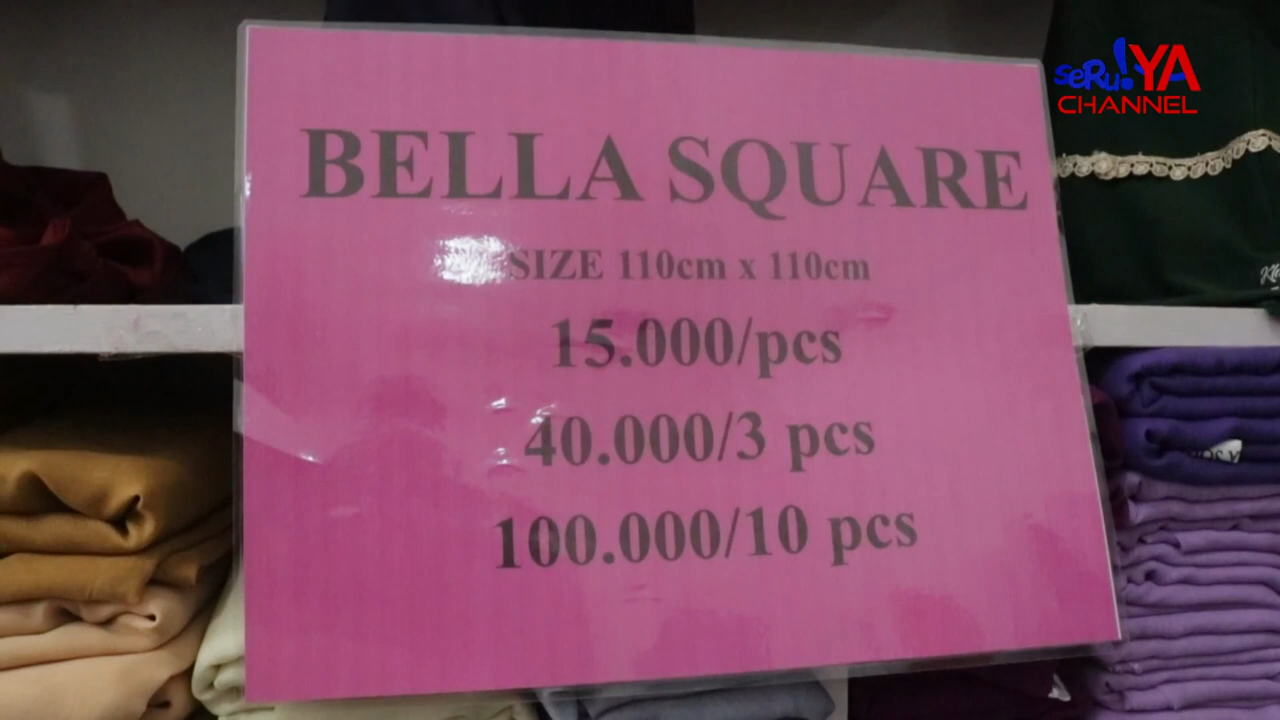 BELLA SQUARE
SIZE 110cm x 110cm
15.000/pcs
40.000/3 pcs
100.000/10 pcs
seRu!YA
CHANNEL